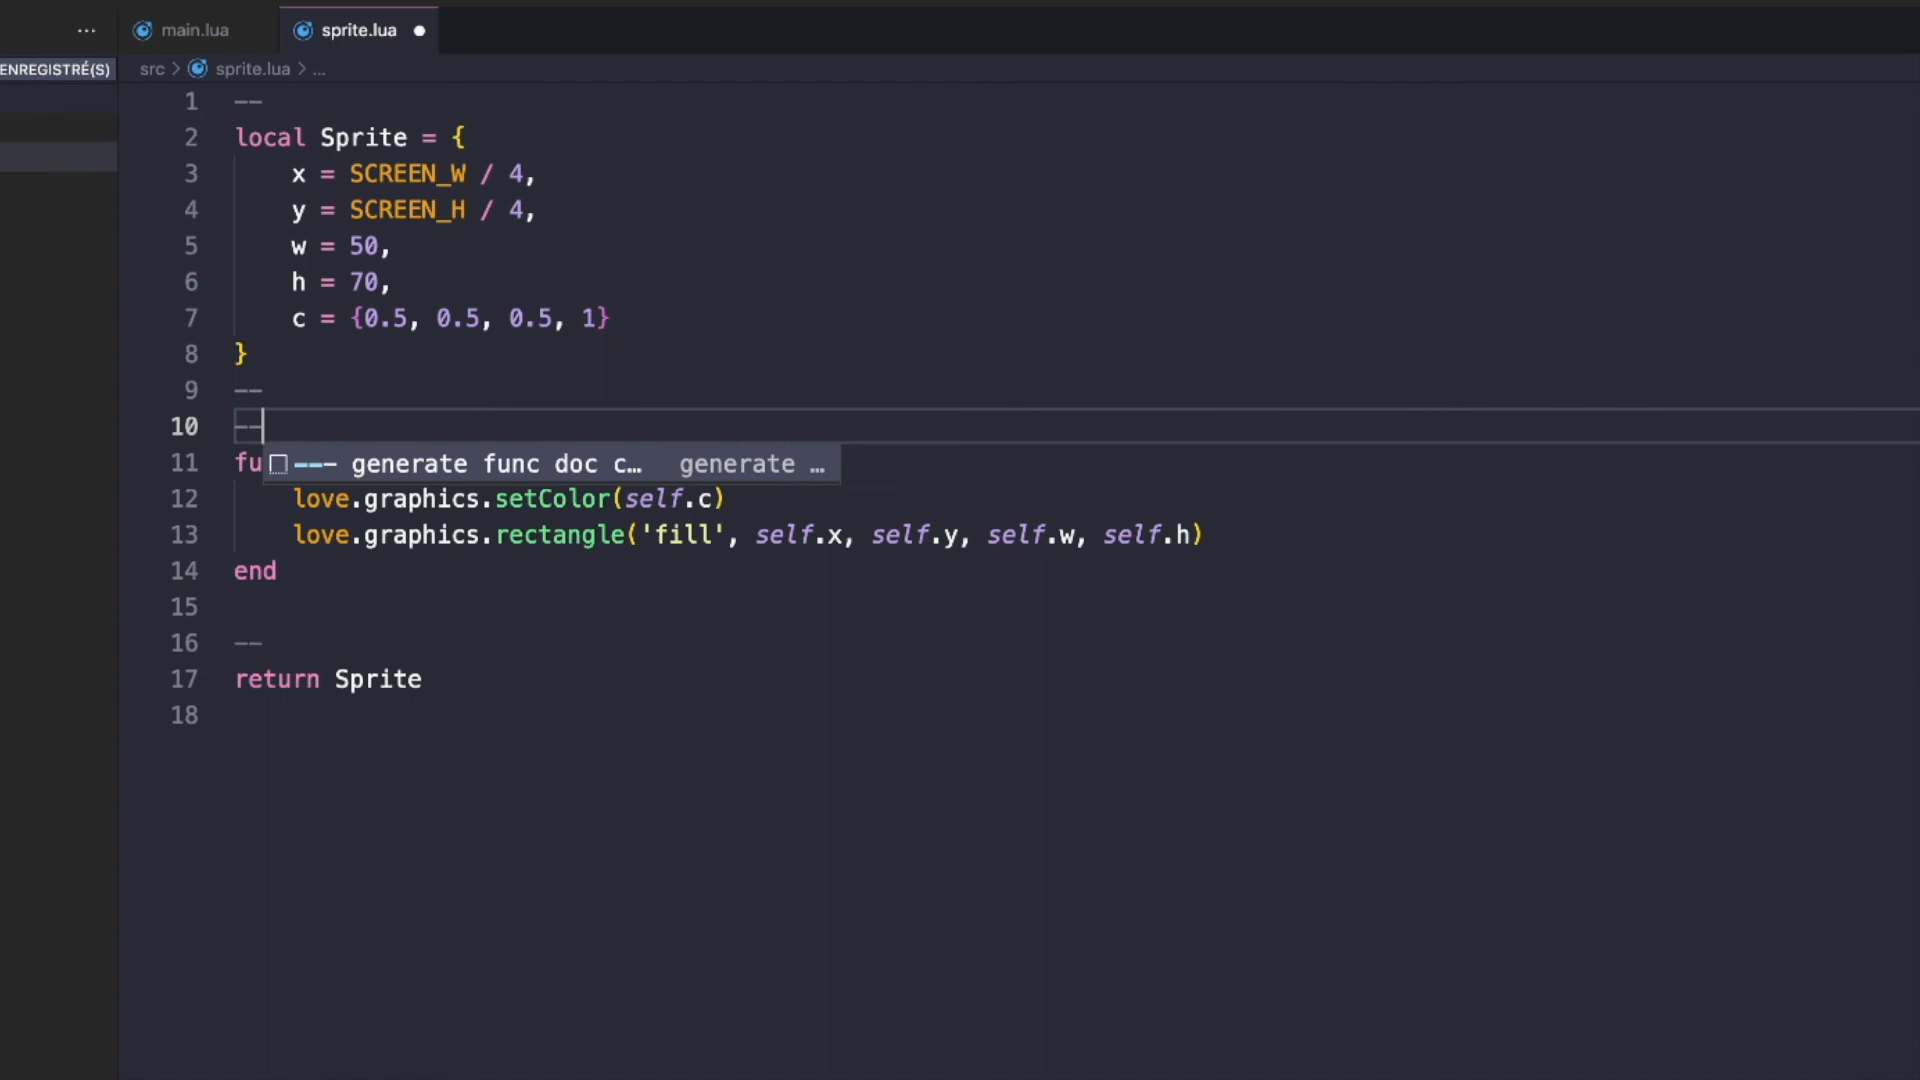 ... main.lua sprite.lua ●
ENREGISTRÉ(S) src > sprite.lua > ...
1 --
2 local Sprite = {
3     x = SCREEN_W / 4,
4     y = SCREEN_H / 4,
5     w = 50,
6     h = 70,
7     c = {0.5, 0.5, 0.5, 1}
8 }
9 --
10 --
11 fu --- generate func doc c… generate …
12     love.graphics.setColor(self.c)
13     love.graphics.rectangle('fill', self.x, self.y, self.w, self.h)
14 end
15
16 --
17 return Sprite
18